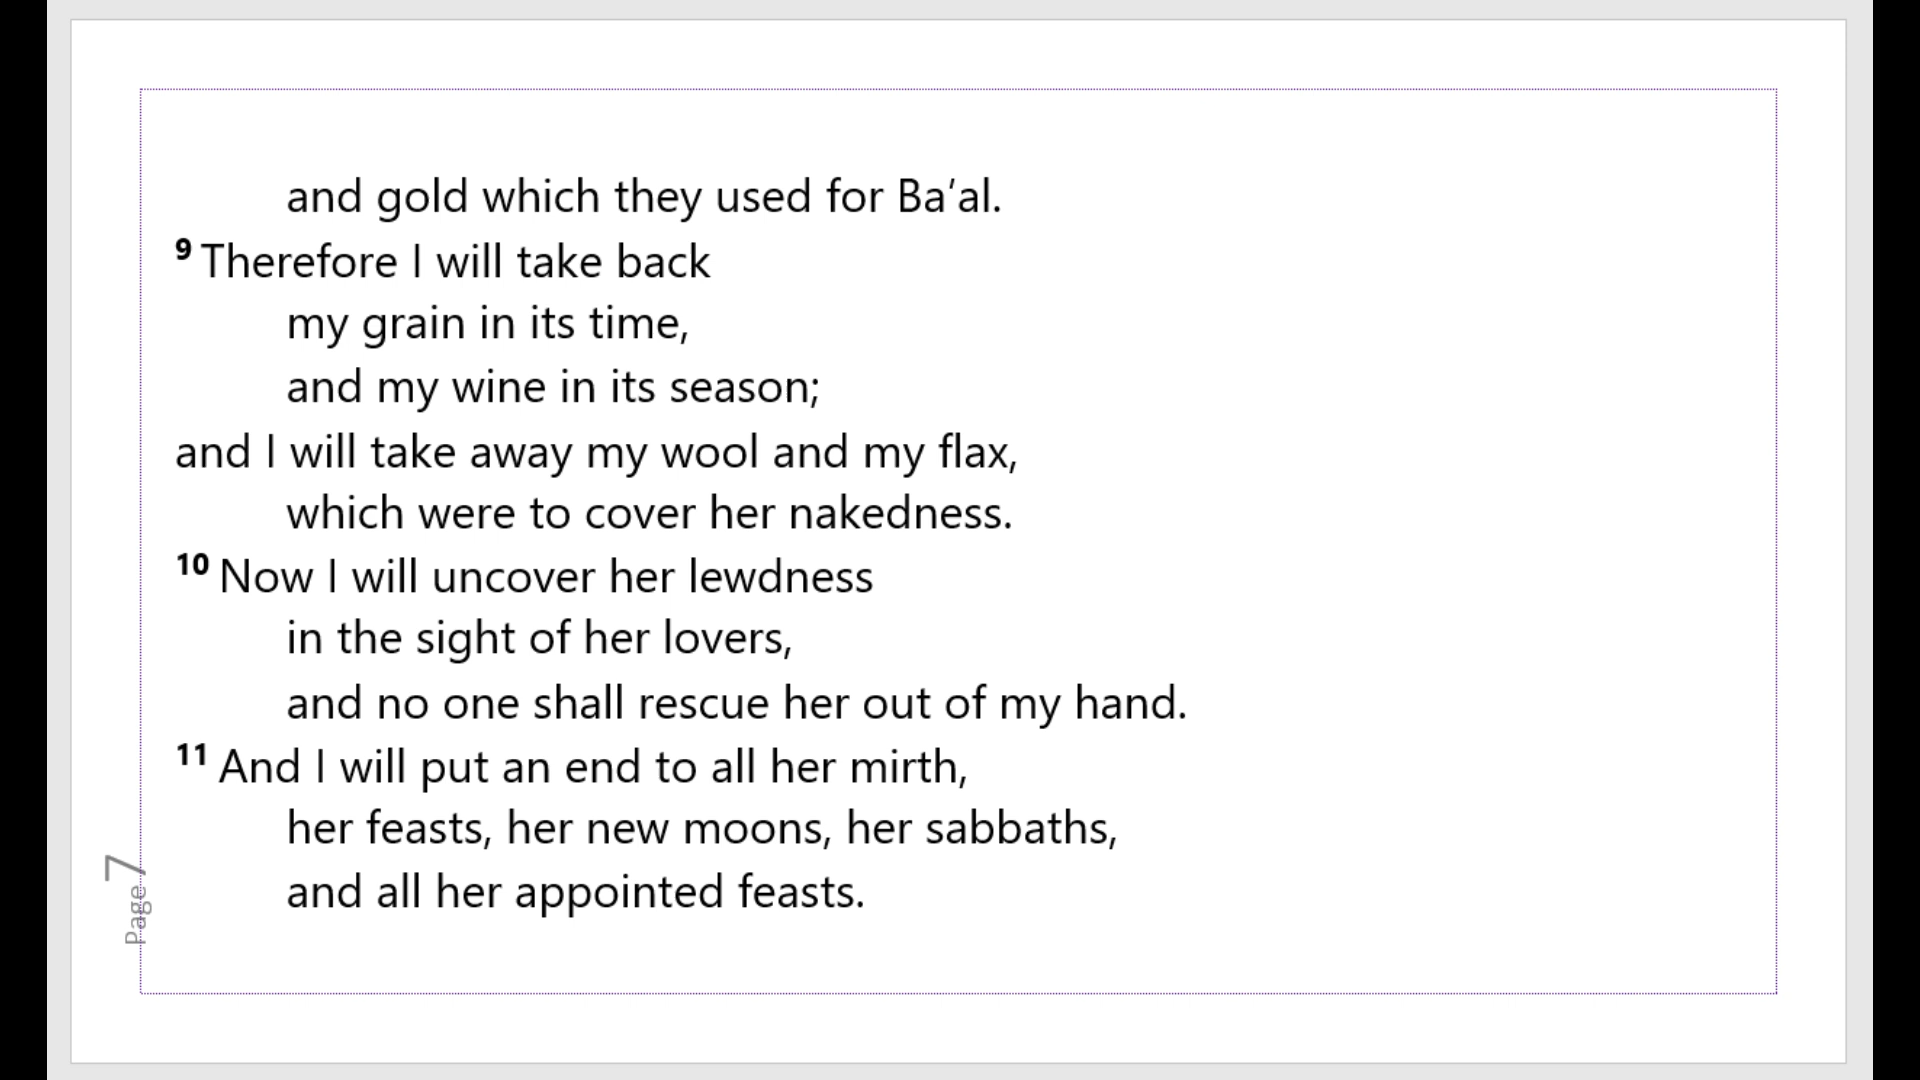 and gold which they used for Ba′al.
9 Therefore I will take back
my grain in its time,
and my wine in its season;
and I will take away my wool and my flax,
which were to cover her nakedness.
10 Now I will uncover her lewdness
in the sight of her lovers,
and no one shall rescue her out of my hand.
11 And I will put an end to all her mirth,
her feasts, her new moons, her sabbaths,
and all her appointed feasts.
Page 7